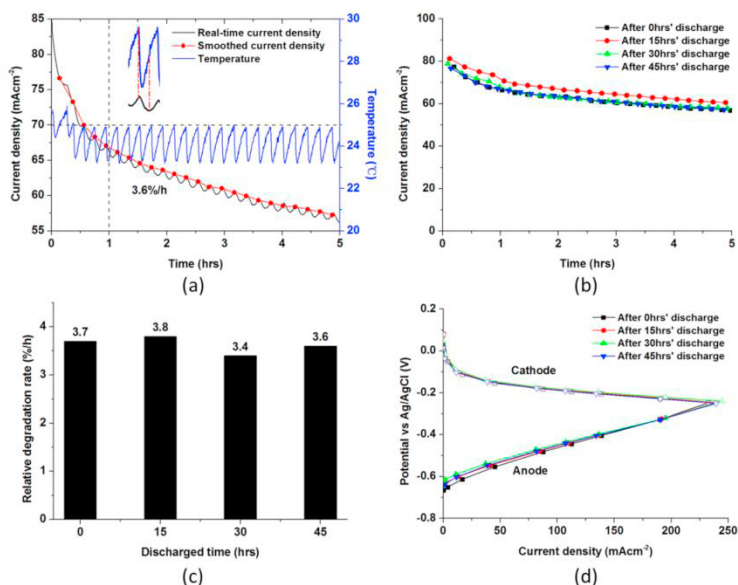 85
80
75
70
65
60
55
Current density (mAcm⁻²)
Real-time current density
Smoothed current density
Temperature
3.6%/h
30
28
26
24
22
20
Temperature (℃)
0 1 2 3 4 5
Time (hrs)
(a)
100
80
60
40
20
0
Current density (mAcm⁻²)
After 0hrs' discharge
After 15hrs' discharge
After 30hrs' discharge
After 45hrs' discharge
0 1 2 3 4 5
Time (hrs)
(b)
Relative degradation rate (%/h)
4
3
2
1
0
3.7 3.8 3.4 3.6
0 15 30 45
Discharged time (hrs)
(c)
Potential vs Ag/AgCl (V)
0.2
0.0
-0.2
-0.4
-0.6
-0.8
After 0hrs' discharge
After 15hrs' discharge
After 30hrs' discharge
After 45hrs' discharge
Cathode
Anode
0 50 100 150 200 250
Current density (mAcm⁻²)
(d)